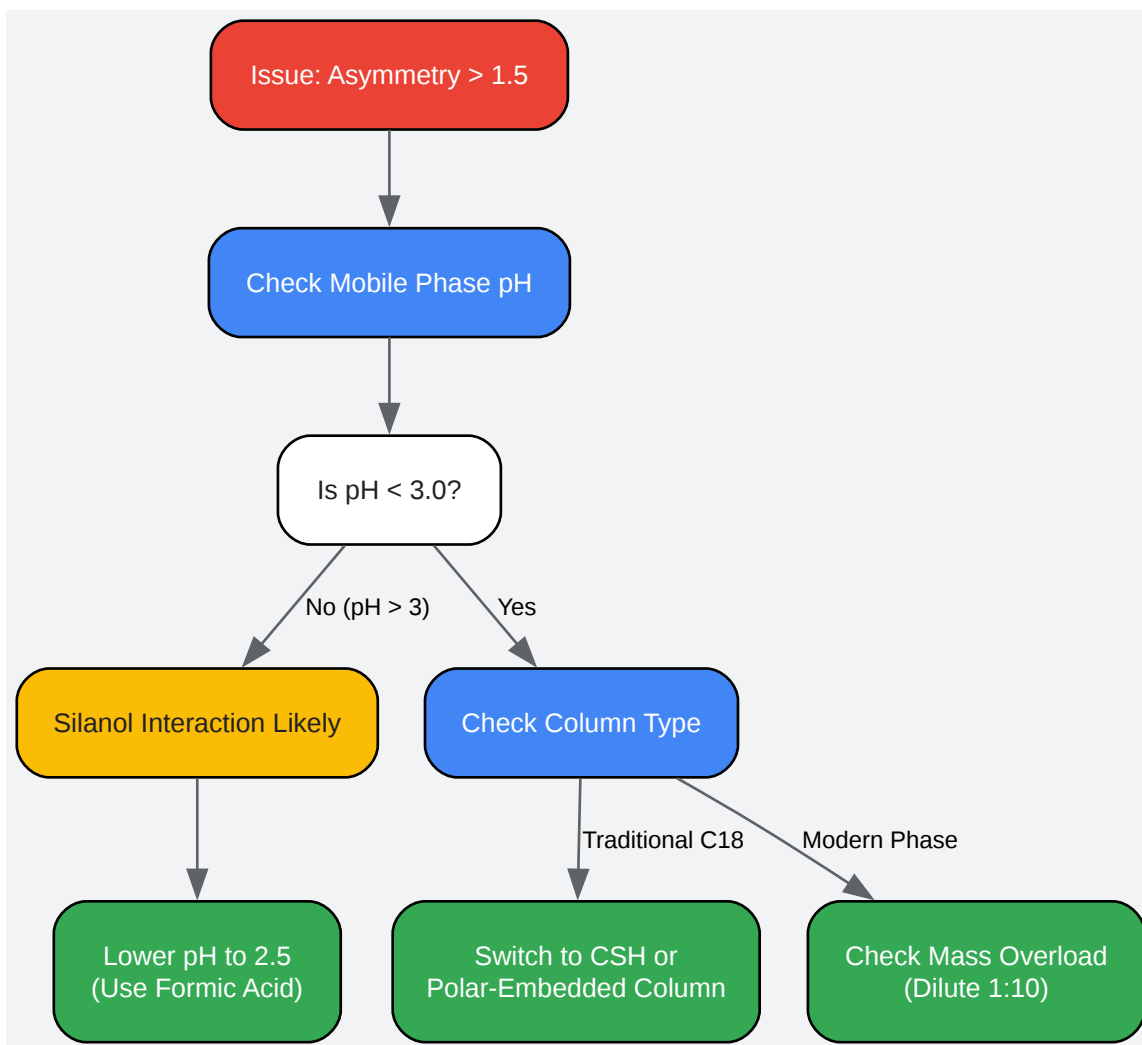 Issue: Asymmetry > 1.5
Check Mobile Phase pH
Is pH < 3.0?
No (pH > 3)
Yes
Silanol Interaction Likely
Check Column Type
Traditional C18
Modern Phase
Lower pH to 2.5
(Use Formic Acid)
Switch to CSH or
Polar-Embedded Column
Check Mass Overload
(Dilute 1:10)